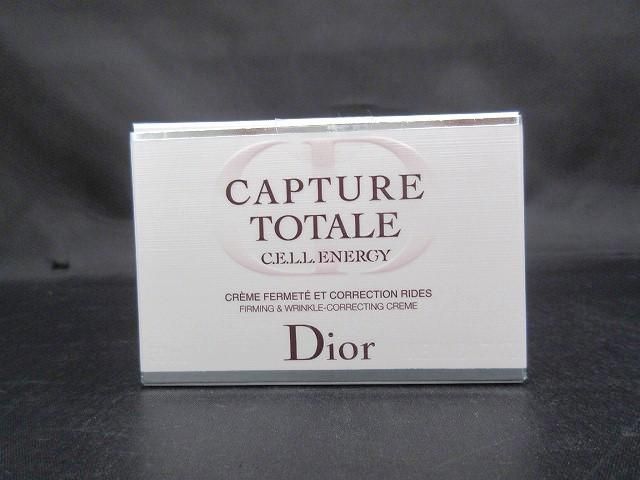 CAPTURE
TOTALE
C.E.L.L. ENERGY
CRÈME FERMETÉ ET CORRECTION RIDES
FIRMING & WRINKLE-CORRECTING CREME
Dior